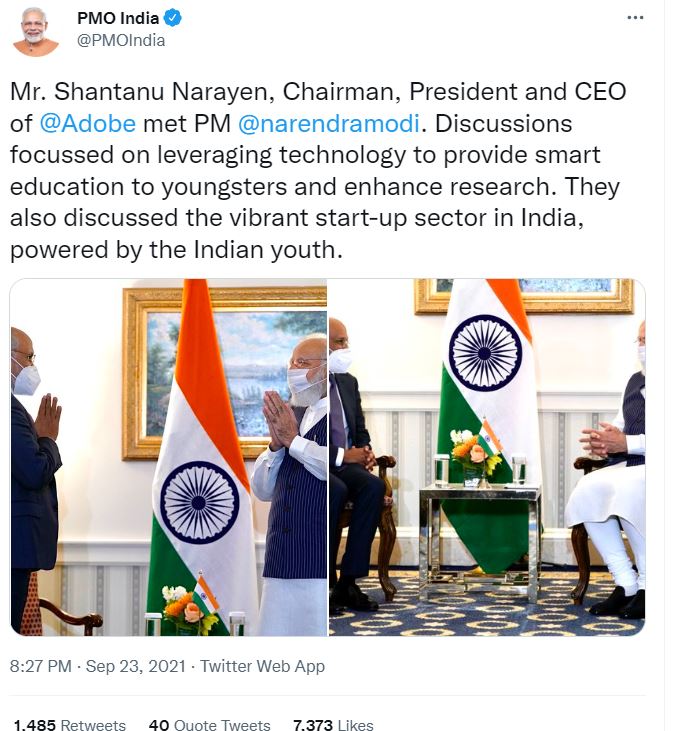 PMO India
@PMOIndia
Mr. Shantanu Narayen, Chairman, President and CEO
of @Adobe met PM @narendramodi. Discussions
focussed on leveraging technology to provide smart
education to youngsters and enhance research. They
also discussed the vibrant start-up sector in India,
powered by the Indian youth.
8:27 PM · Sep 23, 2021 · Twitter Web App
1,485 Retweets 40 Quote Tweets 7,373 Likes